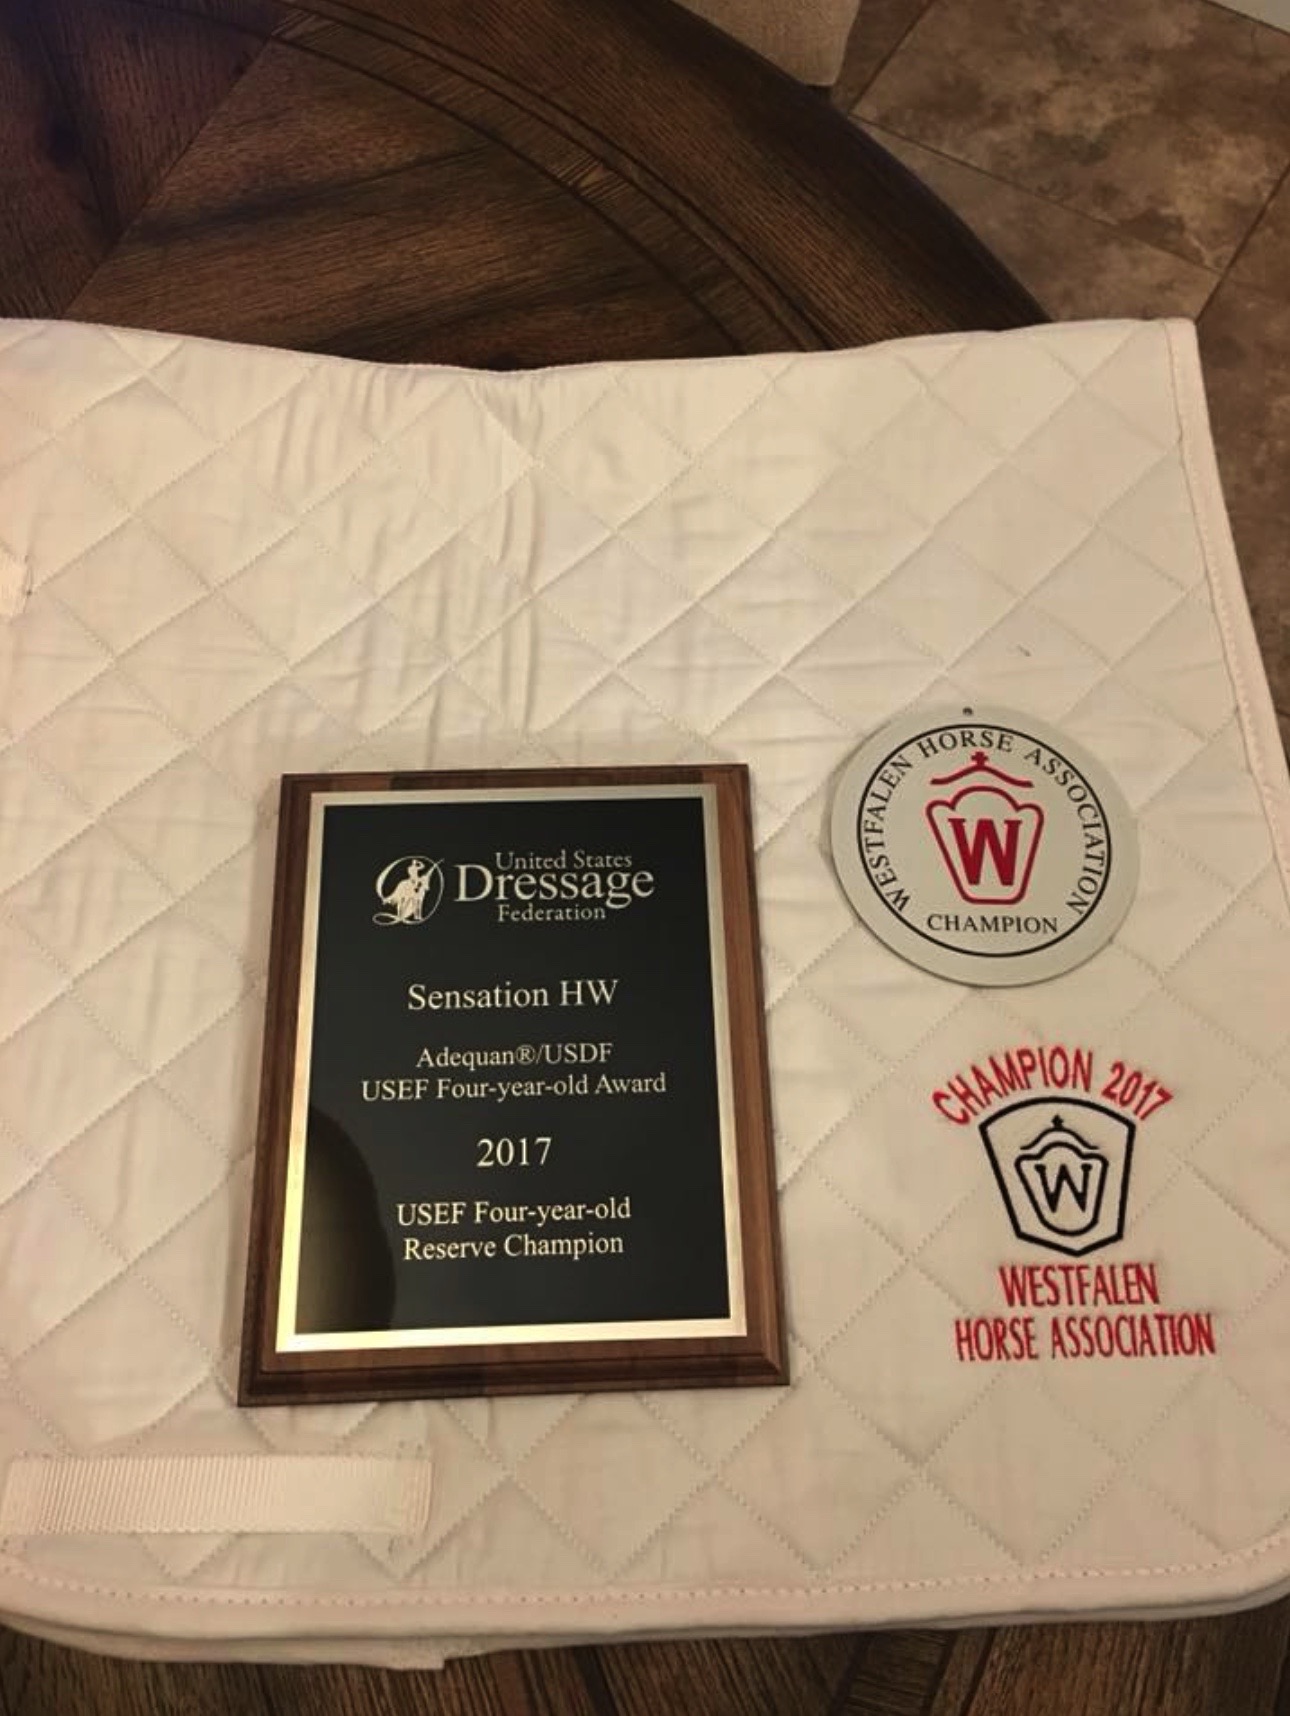 United States
Dressage
Federation
Sensation HW
Adequan®/USDF
USEF Four-year-old Award
2017
USEF Four-year-old
Reserve Champion
WESTFALEN HORSE ASSOCIATION
W
CHAMPION
CHAMPION 2017
W
WESTFALEN
HORSE ASSOCIATION